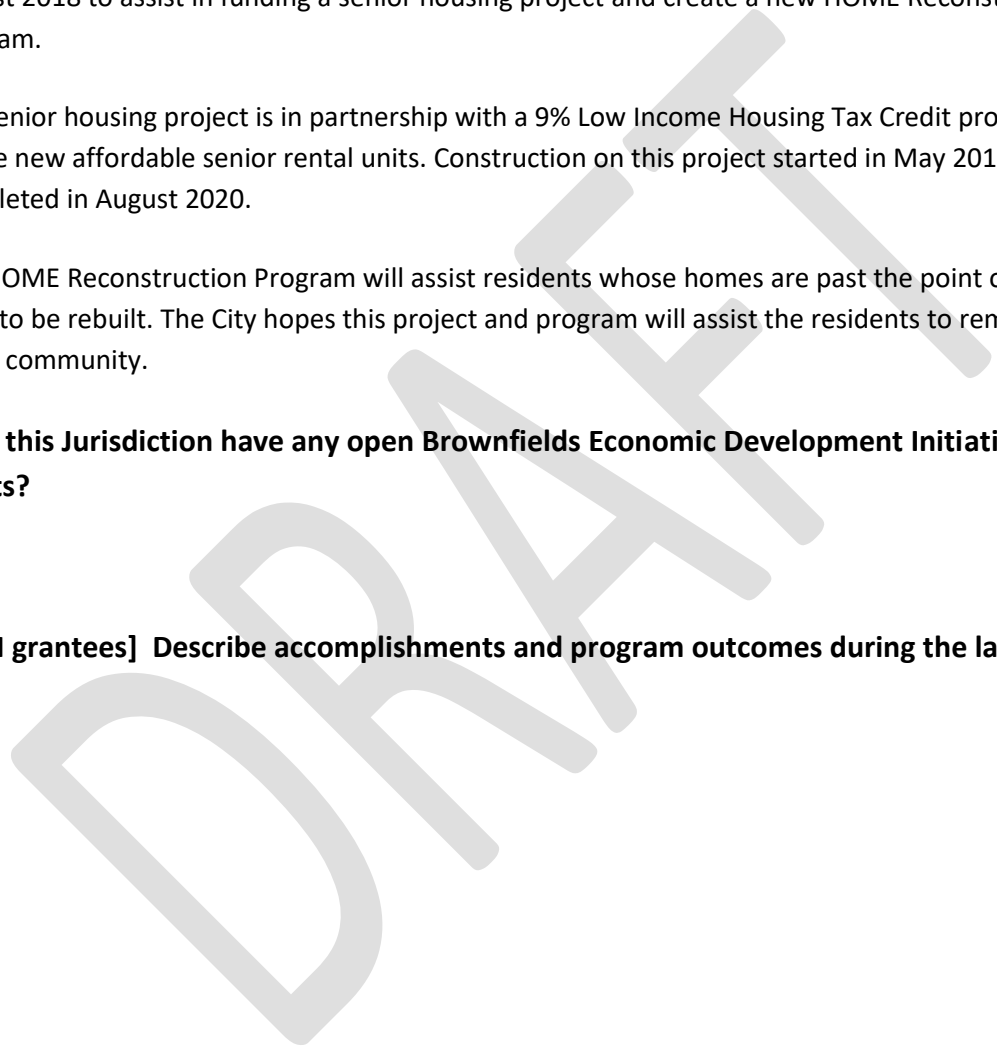 2018 to assist in funding a senior housing project and create a new HOME
am.
enior housing project is in partnership with a 9% Low Income Housing Tax Credit pro
e new affordable senior rental units. Construction on this project started in May 201
leted in August 2020.
OME Reconstruction Program will assist residents whose homes are past the point
to be rebuilt. The City hopes this project and program will assist the residents to rem
community.
this Jurisdiction have any open Brownfields Economic Development Initiati
ts?
grantees] Describe accomplishments and program outcomes during the la
DRAFT